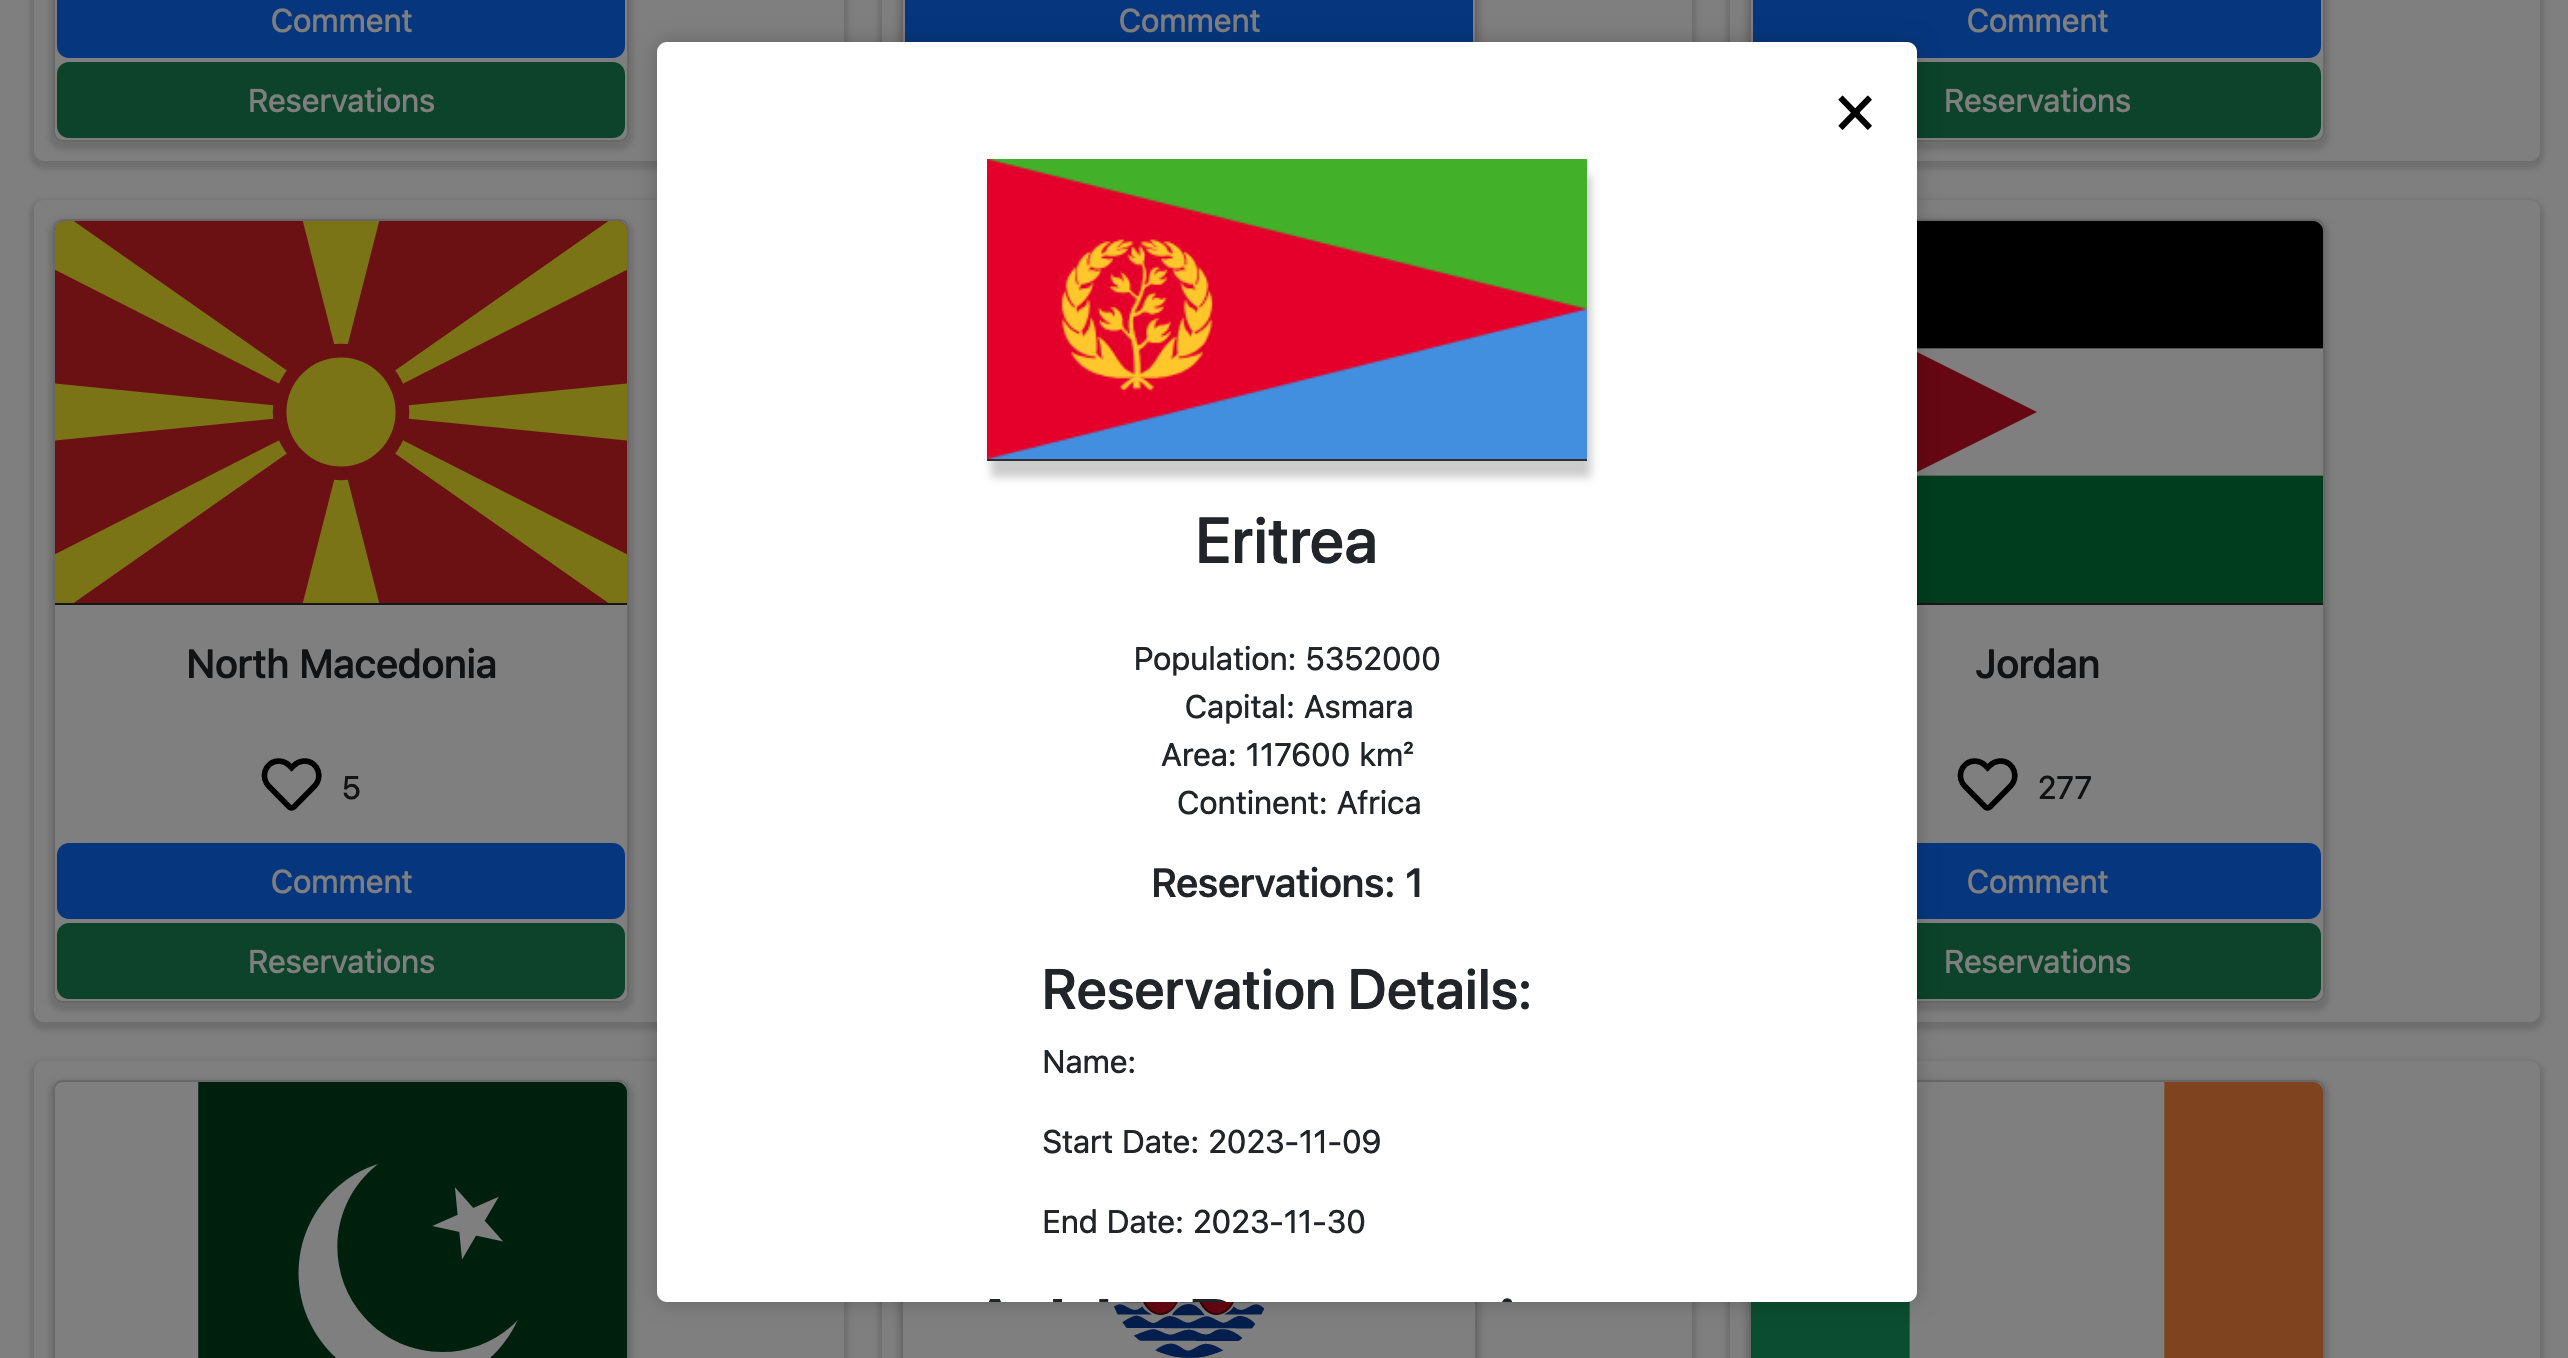 Comment
Comment
Comment
Reservations
Reservations
Eritrea
Population: 5352000
Capital: Asmara
Area: 117600 km²
Continent: Africa
Reservations: 1
Reservation Details:
Name:
Start Date: 2023-11-09
End Date: 2023-11-30
North Macedonia
5
Comment
Reservations
Jordan
277
Comment
Reservations